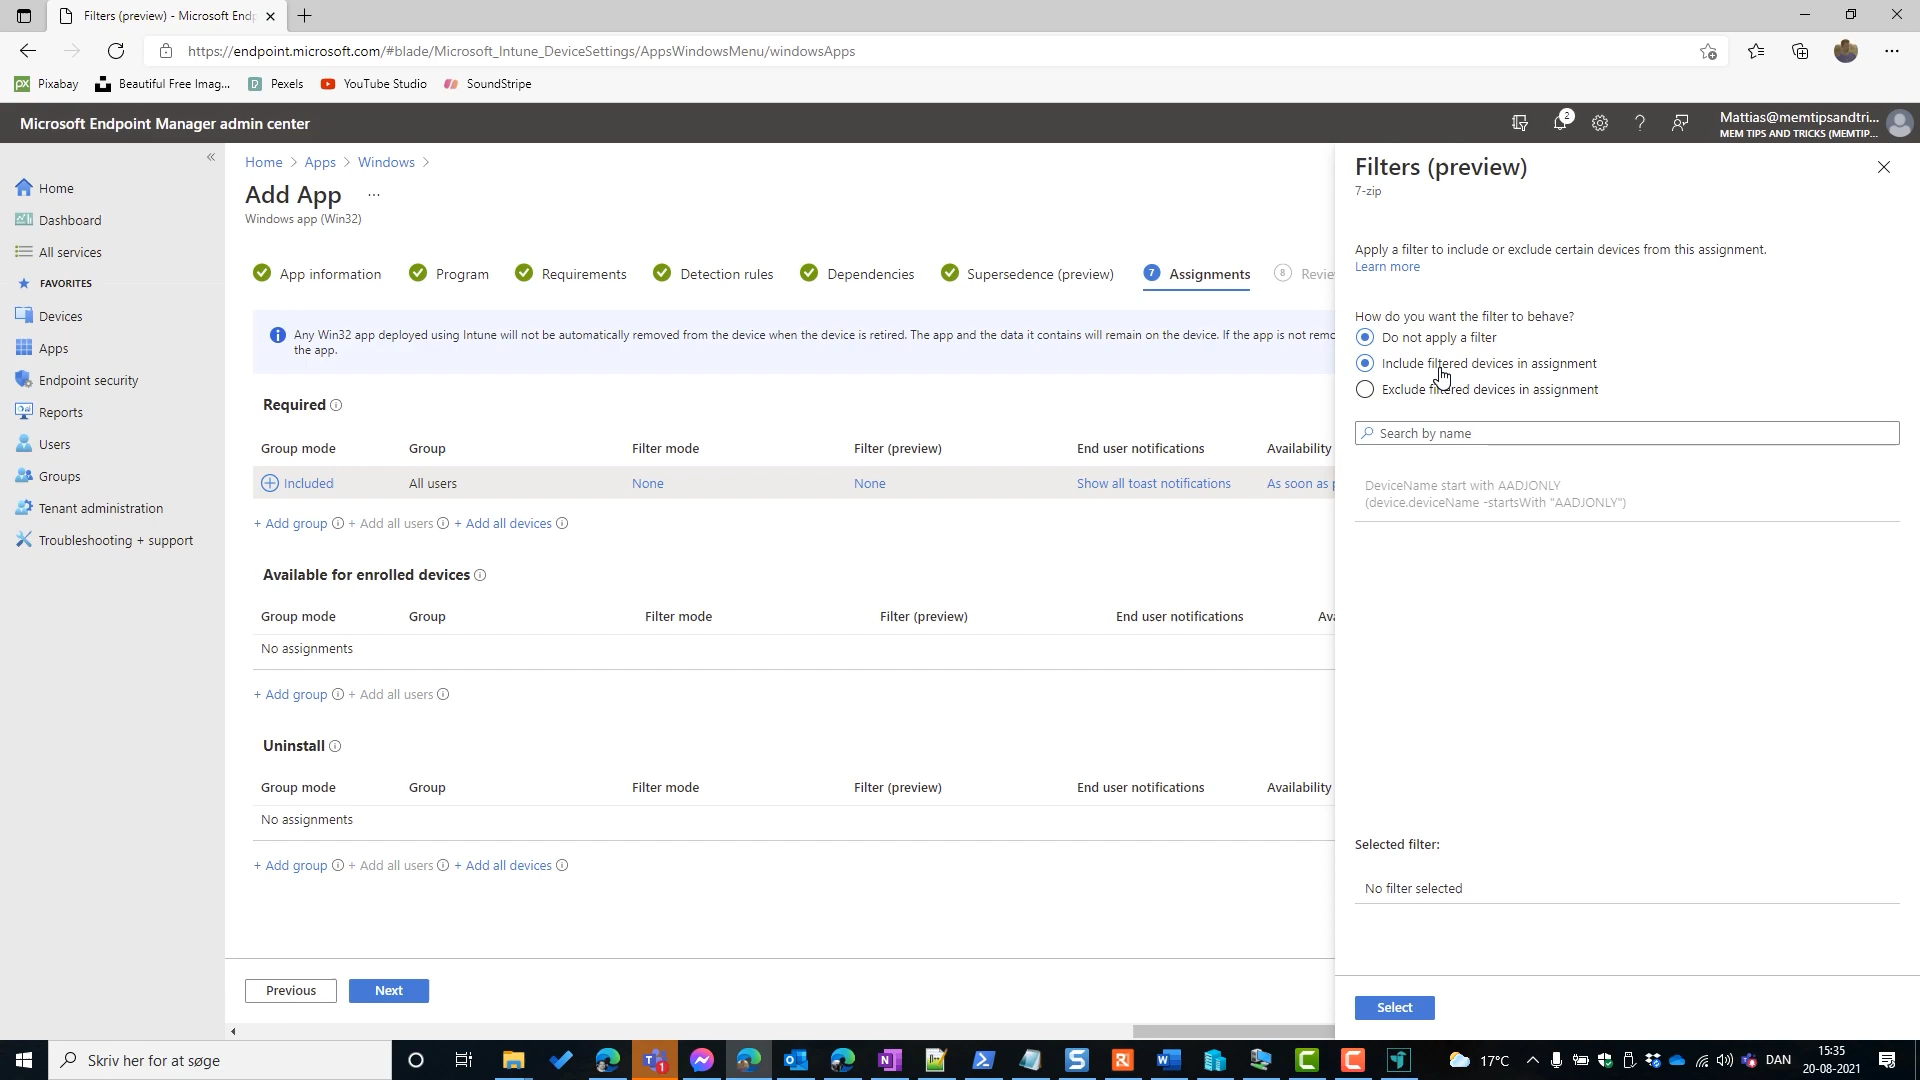 Filters (preview) - Microsoft Endp
https://endpoint.microsoft.com/#blade/Microsoft_Intune_DeviceSettings/AppsWindowsMenu/windowsApps
px Pixabay
Beautiful Free Imag...
Pexels
YouTube Studio
SoundStripe
Microsoft Endpoint Manager admin center
2
Mattias@memtipsandtri...
MEM TIPS AND TRICKS (MEMTIP...
«
Home
Dashboard
All services
FAVORITES
Devices
Apps
Endpoint security
Reports
Users
Groups
Tenant administration
Troubleshooting + support
Home > Apps > Windows >
Add App ...
Windows app (Win32)
App information
Program
Requirements
Detection rules
Dependencies
Supersedence (preview)
7 Assignments
8 Revie
Any Win32 app deployed using Intune will not be automatically removed from the device when the device is retired. The app and the data it contains will remain on the device. If the app is not remo
the app.
Required
Group mode Group Filter mode Filter (preview) End user notifications Availability
Included All users None None Show all toast notifications As soon as p
+ Add group + Add all users + Add all devices
Available for enrolled devices
Group mode Group Filter mode Filter (preview) End user notifications Ava
No assignments
+ Add group + Add all users
Uninstall
Group mode Group Filter mode Filter (preview) End user notifications Availability
No assignments
+ Add group + Add all users + Add all devices
Previous
Next
Filters (preview)
7-zip
Apply a filter to include or exclude certain devices from this assignment.
Learn more
How do you want the filter to behave?
Do not apply a filter
Include filtered devices in assignment
Exclude filtered devices in assignment
Search by name
DeviceName start with AADJONLY
(device.deviceName -startsWith "AADJONLY")
Selected filter:
No filter selected
Select
Skriv her for at søge
17°C
DAN
15:35
20-08-2021